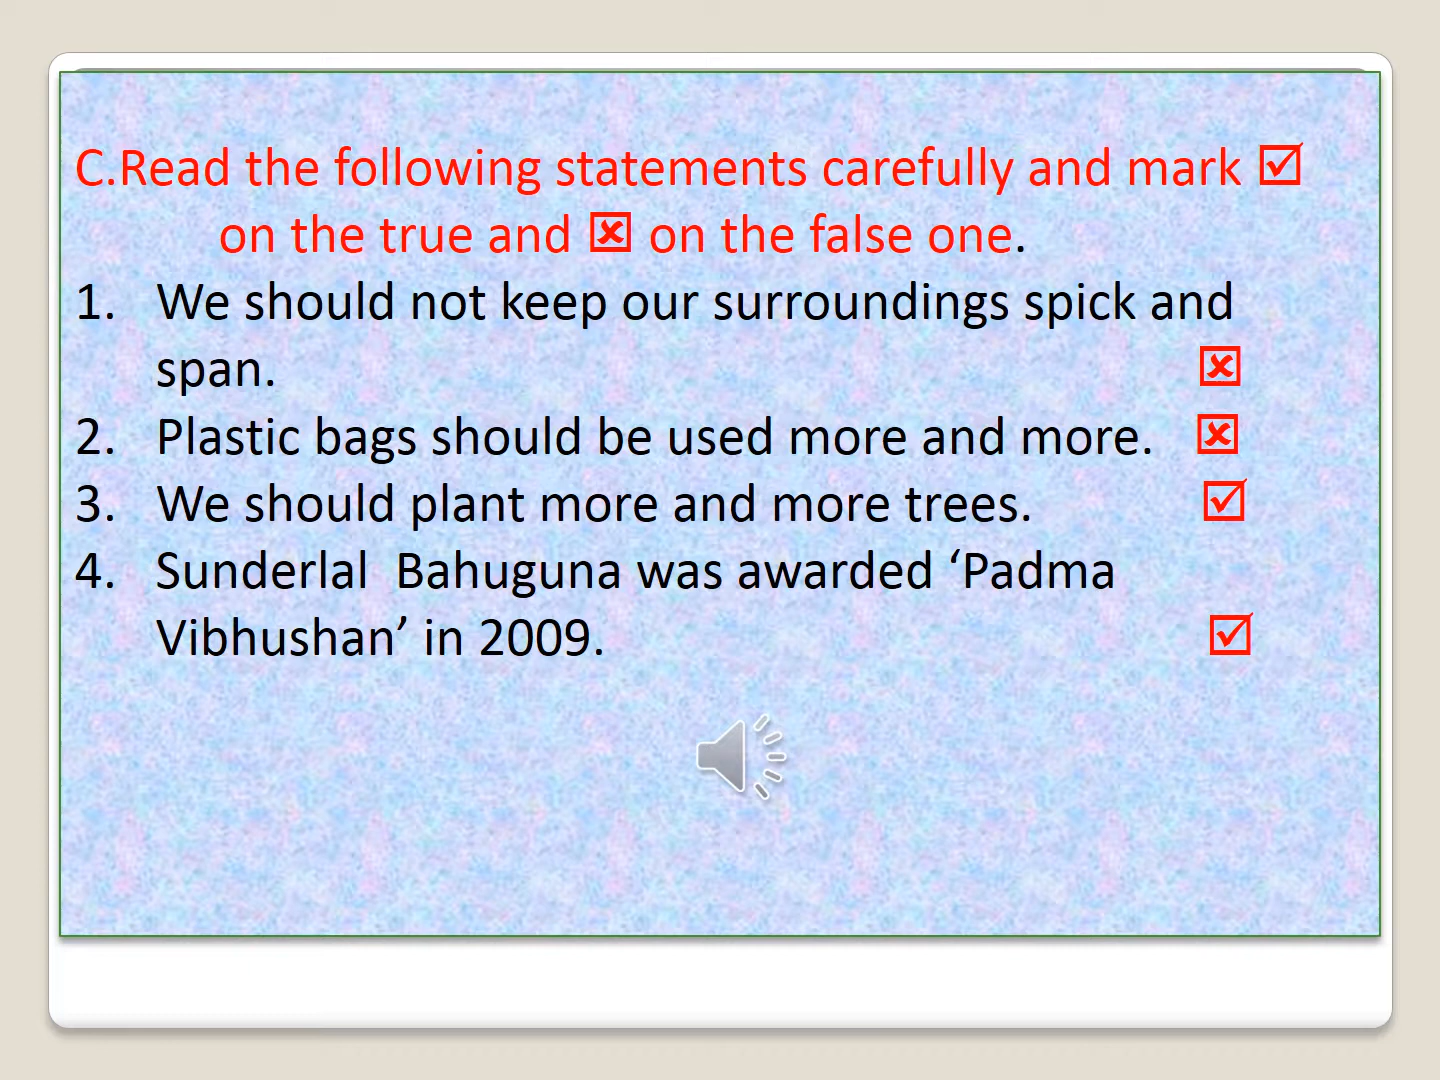 C.Read the following statements carefully and mark ☑
on the true and ☒ on the false one.
1. We should not keep our surroundings spick and
span. ☒
2. Plastic bags should be used more and more. ☒
3. We should plant more and more trees. ☑
4. Sunderlal  Bahuguna was awarded ‘Padma
Vibhushan’ in 2009. ☑